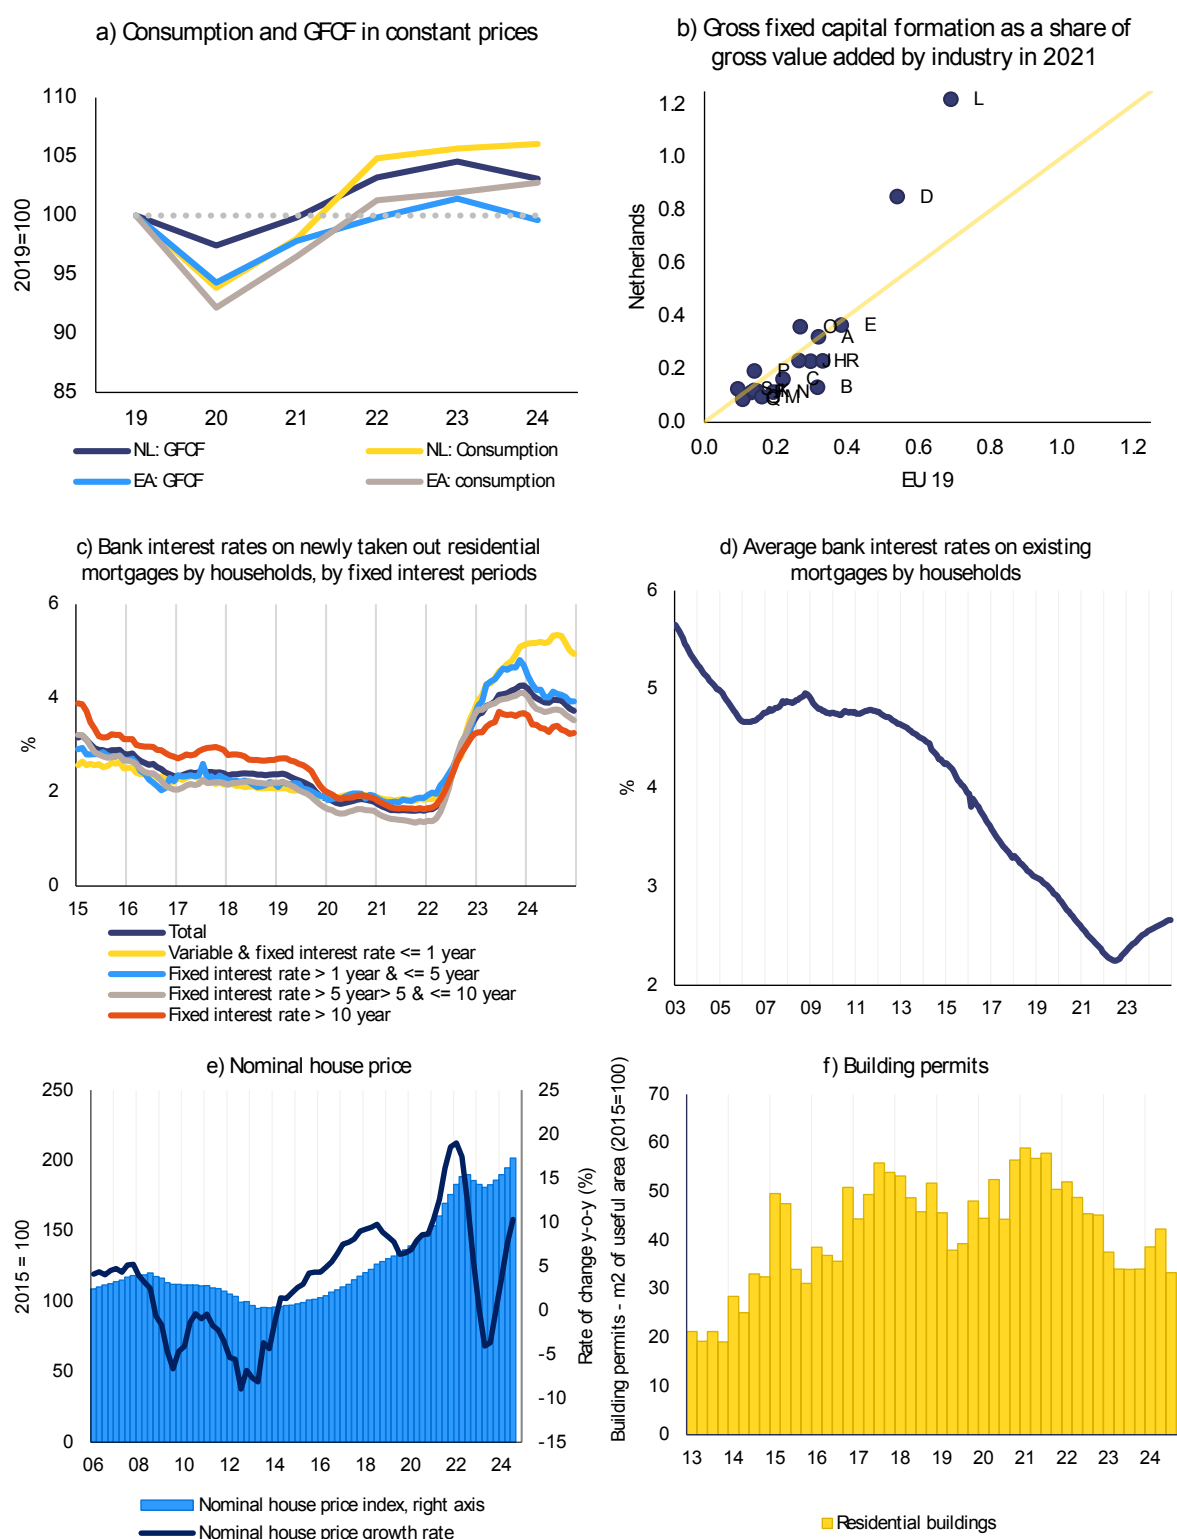 a) Consumption and GFCF in constant prices
110
105
100
95
90
85
2019=100
19 20 21 22 23 24
NL: GFCF NL: Consumption
EA: GFCF EA: consumption
b) Gross fixed capital formation as a share of
gross value added by industry in 2021
1.2
1.0
0.8
0.6
0.4
0.2
0.0
Netherlands
L
D
O E
A
J H R
P
C
B
S
N
Q M
0.0 0.2 0.4 0.6 0.8 1.0 1.2
EU 19
c) Bank interest rates on newly taken out residential
mortgages by households, by fixed interest periods
6
4
2
0
%
15 16 17 18 19 20 21 22 23 24
Total
Variable & fixed interest rate <= 1 year
Fixed interest rate > 1 year & <= 5 year
Fixed interest rate > 5 year> 5 & <= 10 year
Fixed interest rate > 10 year
d) Average bank interest rates on existing
mortgages by households
6
5
4
3
2
%
03 05 07 09 11 13 15 17 19 21 23
e) Nominal house price
250
200
150
100
50
0
2015 = 100
25
20
15
10
5
0
-5
-10
-15
Rate of change y-o-y (%)
06 08 10 12 14 16 18 20 22 24
Nominal house price index, right axis
Nominal house price growth rate
f) Building permits
70
60
50
40
30
20
10
0
Building permits - m2 of useful area (2015=100)
13 14 15 16 17 18 19 20 21 22 23 24
Residential buildings